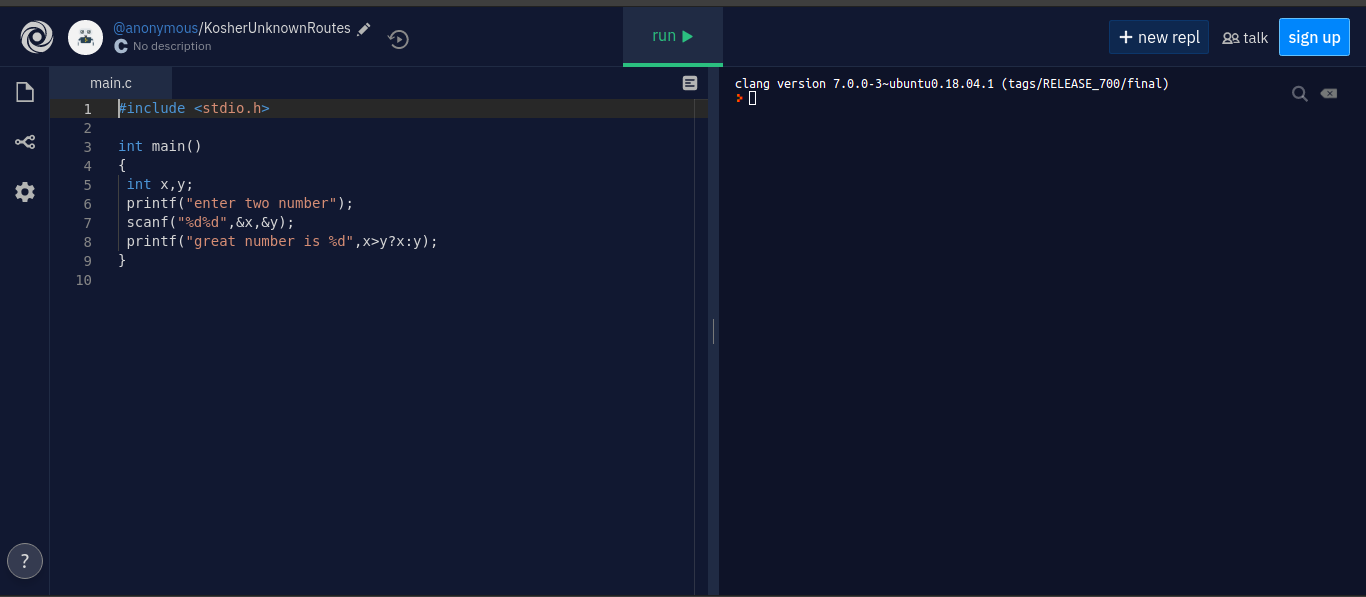 @anonymous/KosherUnknownRoutes
C No description
run
+ new repl
talk
sign up
main.c
1 #include <stdio.h>
2
3 int main()
4 {
5  int x,y;
6  printf("enter two number");
7  scanf("%d%d",&x,&y);
8  printf("great number is %d",x>y?x:y);
9 }
10
clang version 7.0.0-3~ubuntu0.18.04.1 (tags/RELEASE_700/final)
>
?